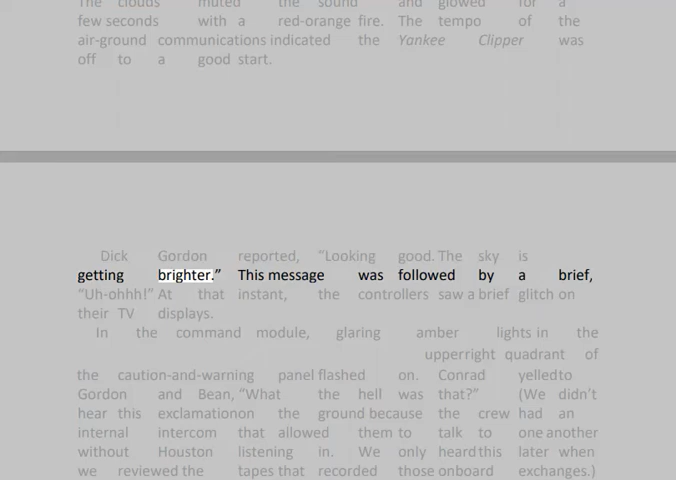 The clouds muted the sound and glowed for a
few seconds with a red-orange fire. The tempo of the
air-ground communications indicated the Yankee Clipper was
off to a good start.
Dick Gordon reported, “Looking good. The sky is
getting brighter.” This message was followed by a brief,
“Uh-ohhh!” At that instant, the controllers saw a brief glitch on
their TV displays.
In the command module, glaring amber lights in the
upperright quadrant of
the caution-and-warning panel flashed on. Conrad yelledto
Gordon and Bean, “What the hell was that?” (We didn’t
hear this exclamationon the ground because the crew had an
internal intercom that allowed them to talk to one another
without Houston listening in. We only heard this later when
we reviewed the tapes that recorded those onboard exchanges.)